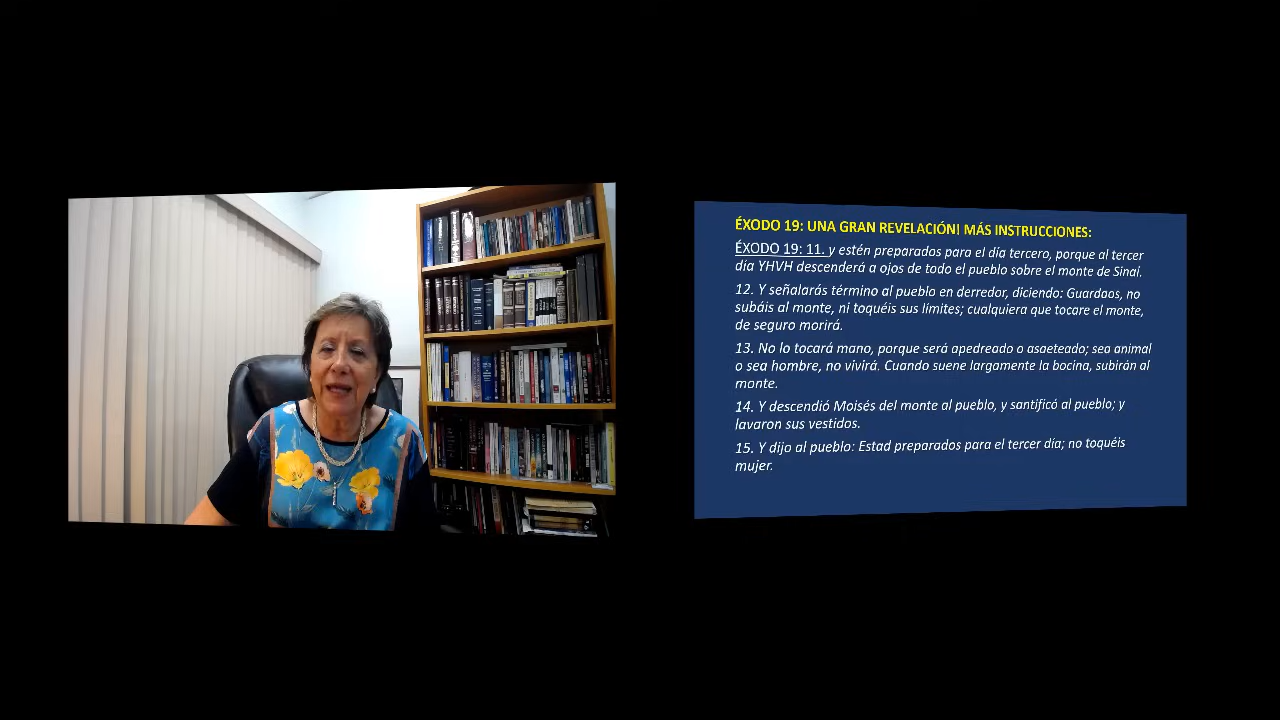 ÉXODO 19: UNA GRAN REVELACIÓN! MÁS INSTRUCCIONES:
ÉXODO 19: 11. y estén preparados para el día tercero, porque al tercer
día YHVH descenderá a ojos de todo el pueblo sobre el monte de Sinaí.
12. Y señalarás término al pueblo en derredor, diciendo: Guardaos, no
subáis al monte, ni toquéis sus límites; cualquiera que tocare el monte,
de seguro morirá.
13. No lo tocará mano, porque será apedreado o asaeteado; sea animal
o sea hombre, no vivirá. Cuando suene largamente la bocina, subirán al
monte.
14. Y descendió Moisés del monte al pueblo, y santificó al pueblo; y
lavaron sus vestidos.
15. Y dijo al pueblo: Estad preparados para el tercer día; no toquéis
mujer.